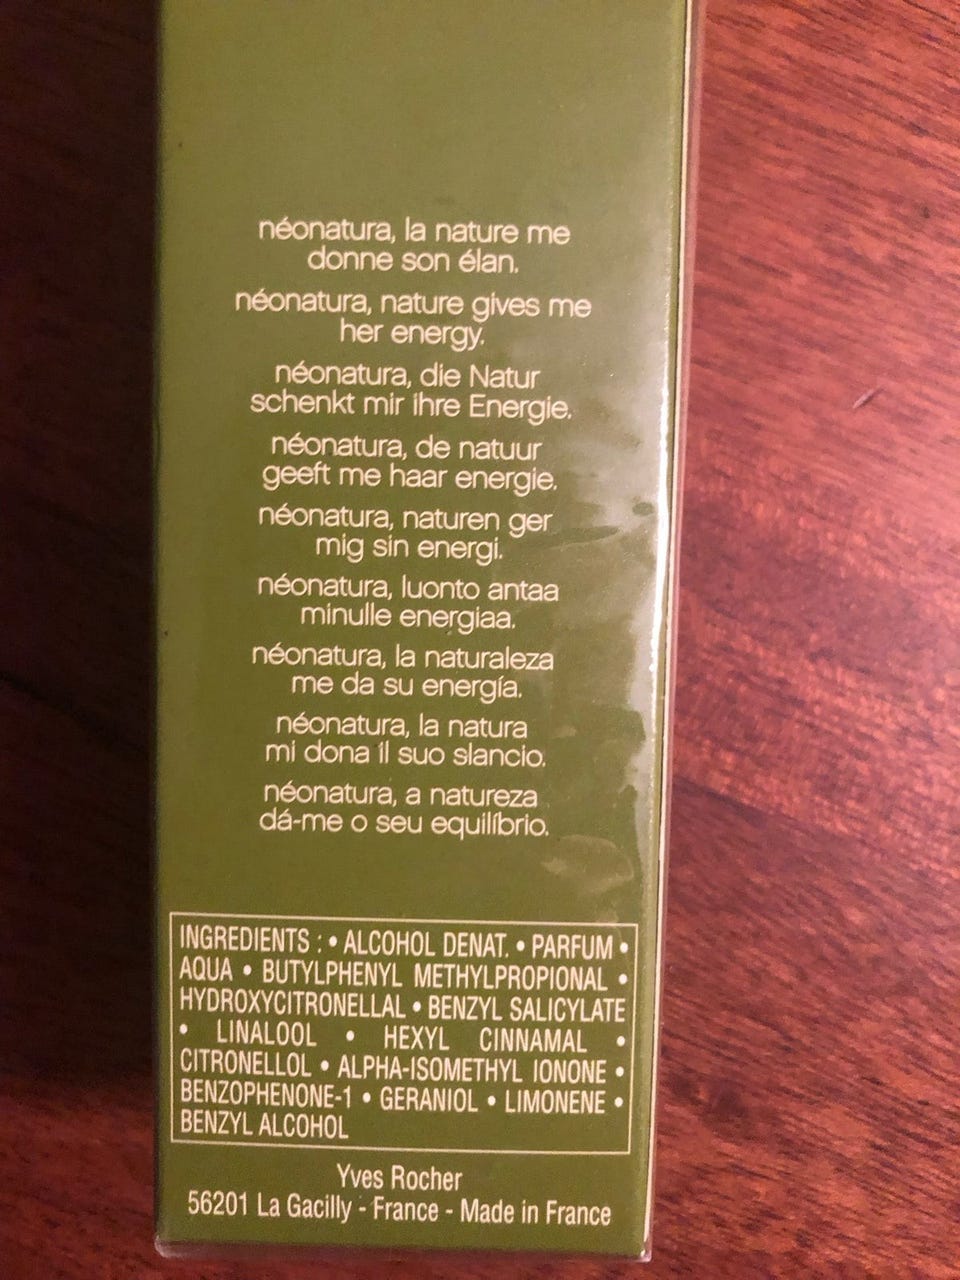 néonatura, la nature me
donne son élan.
néonatura, nature gives me
her energy.
néonatura, die Natur
schenkt mir ihre Energie.
néonatura, de natuur
geeft me haar energie.
néonatura, naturen ger
mig sin energi.
néonatura, luonto antaa
minulle energiaa.
néonatura, la naturaleza
me da su energía.
néonatura, la natura
mi dona il suo slancio.
néonatura, a natureza
dá-me o seu equilíbrio.
INGREDIENTS : • ALCOHOL DENAT. • PARFUM •
AQUA • BUTYLPHENYL METHYLPROPIONAL •
HYDROXYCITRONELLAL • BENZYL SALICYLATE
• LINALOOL • HEXYL CINNAMAL •
CITRONELLOL • ALPHA-ISOMETHYL IONONE •
BENZOPHENONE-1 • GERANIOL • LIMONENE •
BENZYL ALCOHOL
Yves Rocher
56201 La Gacilly - France - Made in France